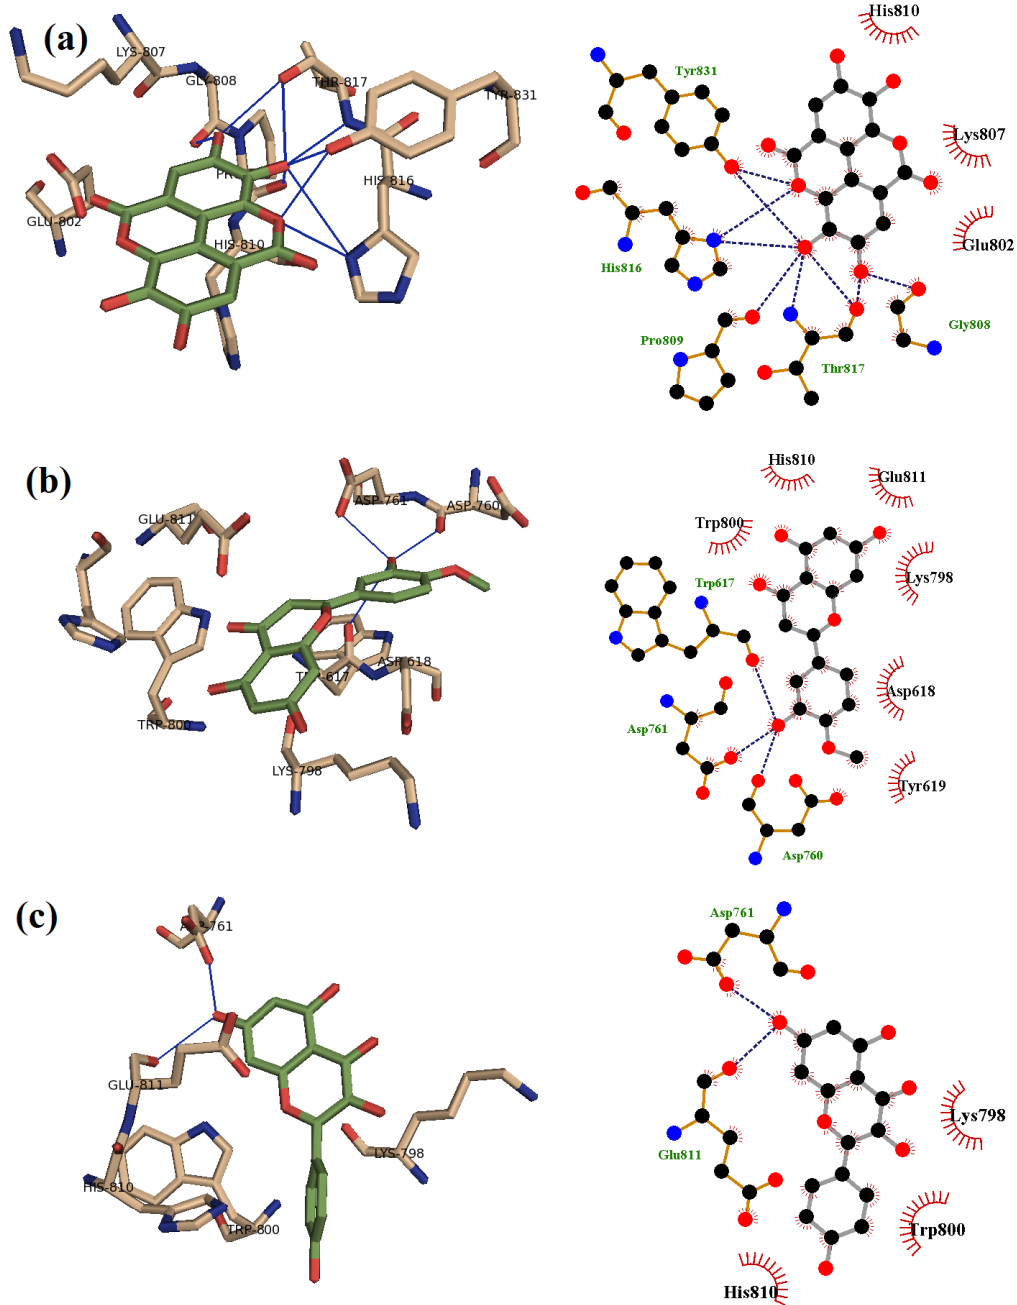 (a)
LYS-807
GLY-808
THR-817
TYR-831
GLU-802
HIS-816
HIS-810
His810
Tyr831
Lys807
Glu802
His816
Gly808
Pro809
Thr817
(b)
ASP-761
ASP-760
GLU-811
ASP-618
TRP-800
LYS-798
His810
Glu811
Trp800
Trp617
Lys798
Asp618
Asp761
Tyr619
Asp760
(c)
GLU-811
LYS-798
HIS-810
TRP-800
Asp761
Lys798
Glu811
Trp800
His810